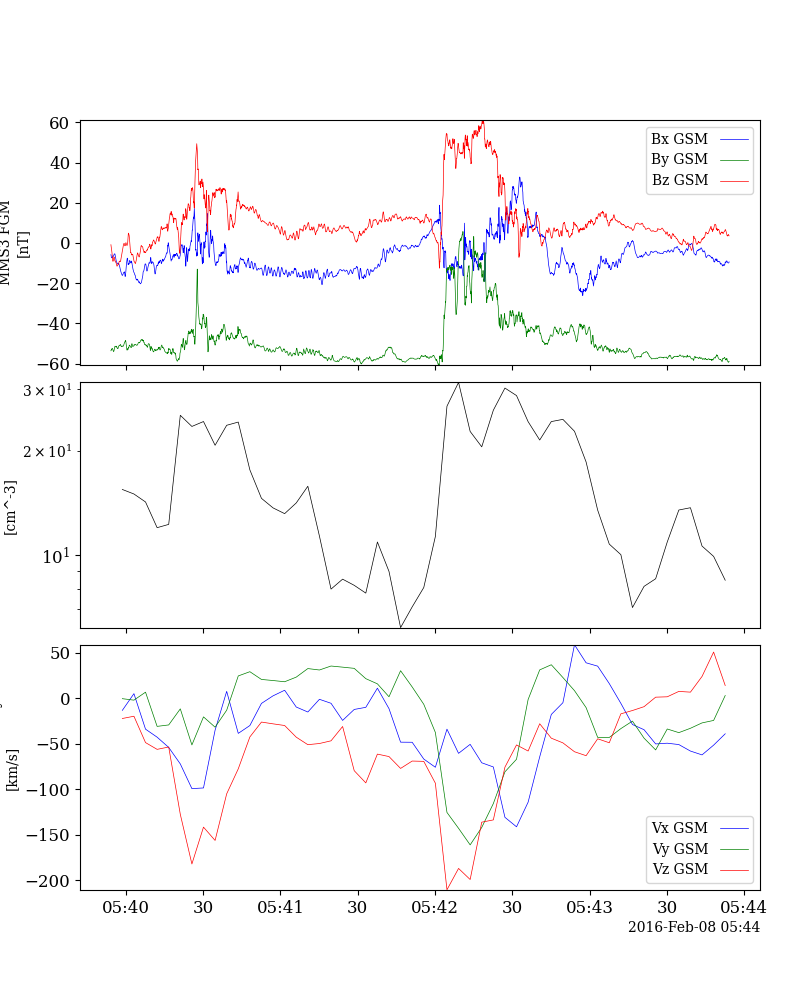 60
40
20
0
−20
−40
−60
MMS3 FGM
[nT]
Bx GSM
By GSM
Bz GSM
3×10¹
2×10¹
10¹
[cm^-3]
50
0
−50
−100
−150
−200
[km/s]
Vx GSM
Vy GSM
Vz GSM
05:40 30 05:41 30 05:42 30 05:43 30 05:44
2016-Feb-08 05:44